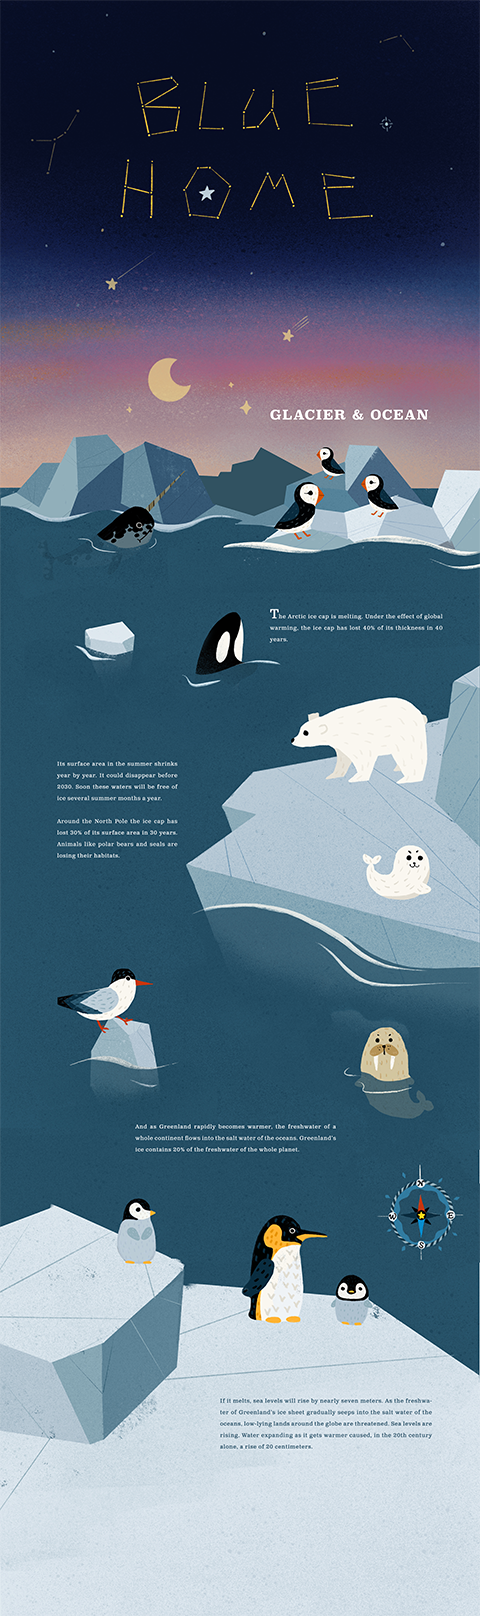 BLUE
HOME
GLACIER & OCEAN
The Arctic ice cap is melting. Under the effect of global
warming, the ice cap has lost 40% of its thickness in 40
years.
Its surface area in the summer shrinks
year by year. It could disappear before
2030. Soon these waters will be free of
ice several summer months a year.
Around the North Pole the ice cap has
lost 30% of its surface area in 30 years.
Animals like polar bears and seals are
losing their habitats.
And as Greenland rapidly becomes warmer, the freshwater of a
whole continent flows into the salt water of the oceans. Greenland's
ice contains 20% of the freshwater of the whole planet.
N
W E
S
If it melts, sea levels will rise by nearly seven meters. As the freshwa-
ter of Greenland's ice sheet gradually seeps into the salt water of the
oceans, low-lying lands around the globe are threatened. Sea levels are
rising. Water expanding as it gets warmer caused, in the 20th century
alone, a rise of 20 centimeters.